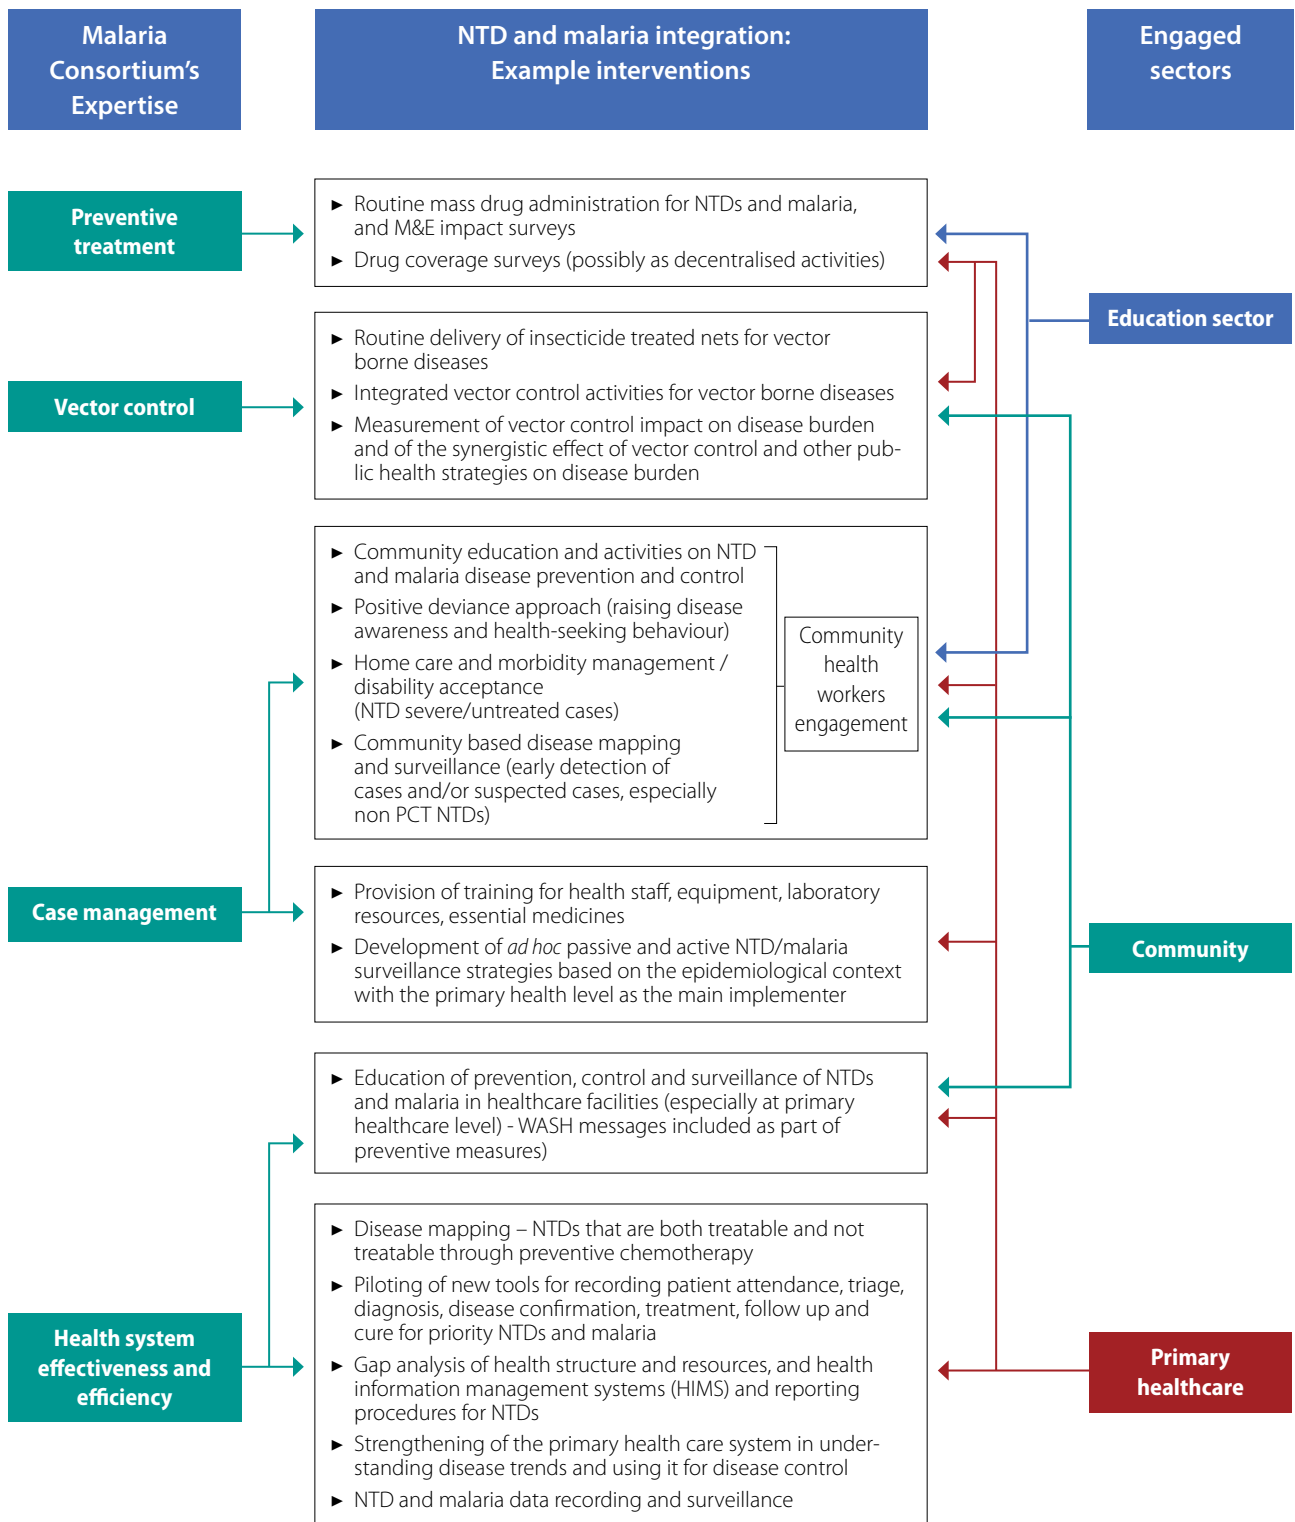 Malaria
Consortium's
Expertise
NTD and malaria integration:
Example interventions
Engaged
sectors
Preventive
treatment
► Routine mass drug administration for NTDs and malaria,
and M&E impact surveys
► Drug coverage surveys (possibly as decentralised activities)
Education sector
Vector control
► Routine delivery of insecticide treated nets for vector
borne diseases
► Integrated vector control activities for vector borne diseases
► Measurement of vector control impact on disease burden
and of the synergistic effect of vector control and other pub-
lic health strategies on disease burden
► Community education and activities on NTD
and malaria disease prevention and control
► Positive deviance approach (raising disease
awareness and health-seeking behaviour)
► Home care and morbidity management /
disability acceptance
(NTD severe/untreated cases)
► Community based disease mapping
and surveillance (early detection of
cases and/or suspected cases, especially
non PCT NTDs)
Community
health
workers
engagement
Case management
► Provision of training for health staff, equipment, laboratory
resources, essential medicines
► Development of ad hoc passive and active NTD/malaria
surveillance strategies based on the epidemiological context
with the primary health level as the main implementer
Community
► Education of prevention, control and surveillance of NTDs
and malaria in healthcare facilities (especially at primary
healthcare level) - WASH messages included as part of
preventive measures)
Health system
effectiveness and
efficiency
► Disease mapping – NTDs that are both treatable and not
treatable through preventive chemotherapy
► Piloting of new tools for recording patient attendance, triage,
diagnosis, disease confirmation, treatment, follow up and
cure for priority NTDs and malaria
► Gap analysis of health structure and resources, and health
information management systems (HIMS) and reporting
procedures for NTDs
► Strengthening of the primary health care system in under-
standing disease trends and using it for disease control
► NTD and malaria data recording and surveillance
Primary
healthcare